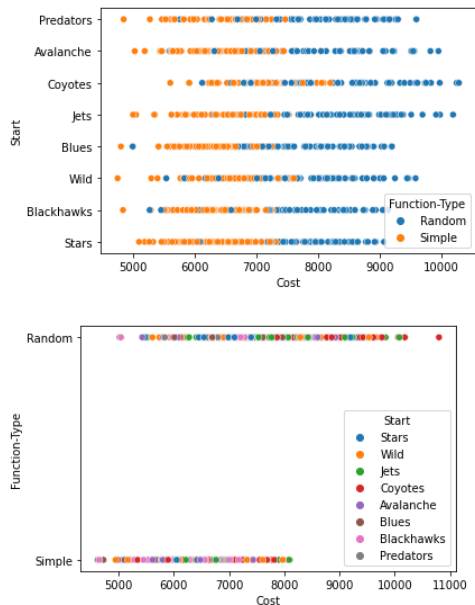 Predators
Avalanche
Coyotes
Jets
Blues
Wild
Blackhawks
Stars
Start
Function-Type
Random
Simple
5000 6000 7000 8000 9000 10000
Cost
Random
Simple
Function-Type
Start
Stars
Wild
Jets
Coyotes
Avalanche
Blues
Blackhawks
Predators
5000 6000 7000 8000 9000 10000 11000
Cost